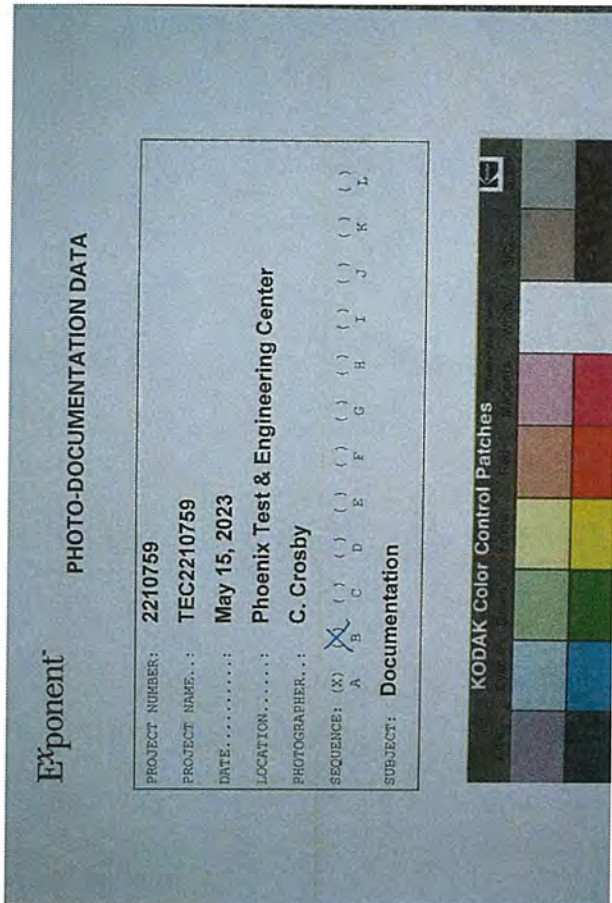 Exponent™
PHOTO-DOCUMENTATION DATA
PROJECT NUMBER: 2210759
PROJECT NAME..: TEC2210759
DATE..........: May 15, 2023
LOCATION......: Phoenix Test & Engineering Center
PHOTOGRAPHER..: C. Crosby
SEQUENCE: (X) (X) ( ) ( ) ( ) ( ) ( ) ( ) ( ) ( ) ( ) ( )
A B C D E F G H I J K L
SUBJECT: Documentation
KODAK Color Control Patches